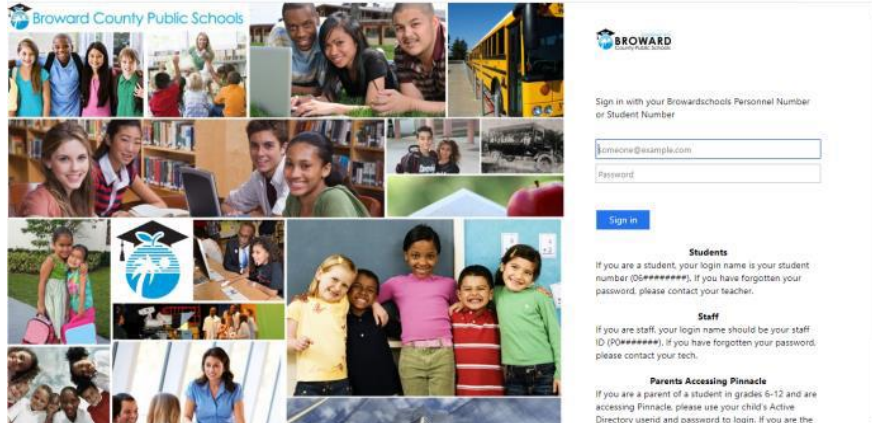 Broward County Public Schools
BROWARD
County Public Schools
Sign in with your Browardschools Personnel Number
or Student Number
someone@example.com
Password
Sign in
Students
If you are a student, your login name is your student
number (06########). If you have forgotten your
password, please contact your teacher.
Staff
If you are staff, your login name should be your staff
ID (P0#######). If you have forgotten your password,
please contact your tech.
Parents Accessing Pinnacle
If you are a parent of a student in grades 6-12 and are
accessing Pinnacle, please use your child's Active
Directory userid and password to login. If you are the